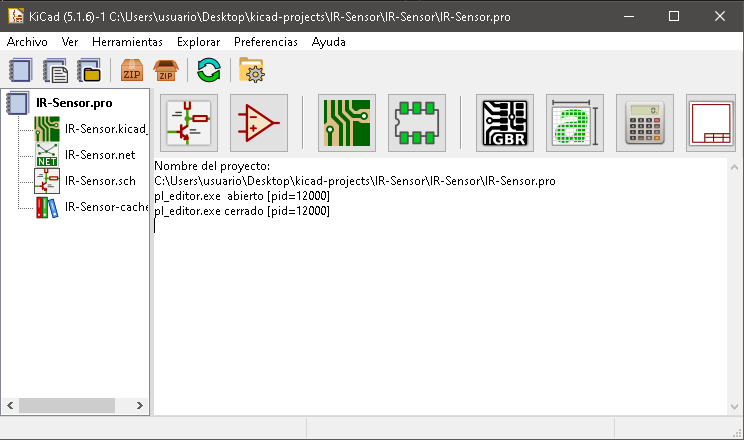 KiCad (5.1.6)-1 C:\Users\usuario\Desktop\kicad-projects\IR-Sensor\IR-Sensor\IR-Sensor.pro
Archivo Ver Herramientas Explorar Preferencias Ayuda
ZIP ZIP
IR-Sensor.pro
IR-Sensor.kicad_
NET IR-Sensor.net
IR-Sensor.sch
IR-Sensor-cache
GBR a
Nombre del proyecto:
C:\Users\usuario\Desktop\kicad-projects\IR-Sensor\IR-Sensor\IR-Sensor.pro
pl_editor.exe abierto [pid=12000]
pl_editor.exe cerrado [pid=12000]